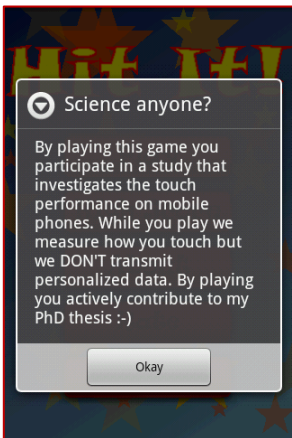 Hit It!
Science anyone?
By playing this game you
participate in a study that
investigates the touch
performance on mobile
phones. While you play we
measure how you touch but
we DON'T transmit
personalized data. By playing
you actively contribute to my
PhD thesis :-)
Okay